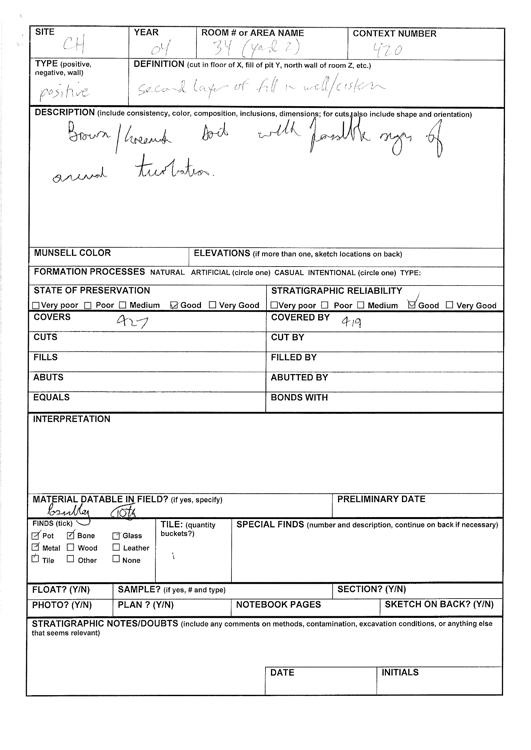 SITE YEAR ROOM # or AREA NAME CONTEXT NUMBER
CH 04 34 (yard 2) 420
TYPE (positive, negative, wall) DEFINITION (cut in floor of X, fill of pit Y, north wall of room Z, etc.)
positive second layer of fill in well/cistern
DESCRIPTION (include consistency, color, composition, inclusions, dimensions; for cuts, also include shape and orientation)
Brown/ soil with possible signs of
animal turbation.
MUNSELL COLOR ELEVATIONS (if more than one, sketch locations on back)
FORMATION PROCESSES NATURAL ARTIFICIAL (circle one) CASUAL INTENTIONAL (circle one) TYPE:
STATE OF PRESERVATION STRATIGRAPHIC RELIABILITY
☐Very poor ☐ Poor ☐ Medium ☑ Good ☐ Very Good ☐Very poor ☐ Poor ☐ Medium ☑ Good ☐ Very Good
COVERS 427 COVERED BY 419
CUTS CUT BY
FILLS FILLED BY
ABUTS ABUTTED BY
EQUALS BONDS WITH
INTERPRETATION
MATERIAL DATABLE IN FIELD? (if yes, specify) PRELIMINARY DATE
FINDS (tick) TILE: (quantity buckets?) SPECIAL FINDS (number and description, continue on back if necessary)
☑ Pot ☑ Bone ☐ Glass
☑ Metal ☐ Wood ☐ Leather
☑ Tile ☐ Other ☐ None
1
FLOAT? (Y/N) SAMPLE? (if yes, # and type) SECTION? (Y/N)
PHOTO? (Y/N) PLAN ? (Y/N) NOTEBOOK PAGES SKETCH ON BACK? (Y/N)
STRATIGRAPHIC NOTES/DOUBTS (include any comments on methods, contamination, excavation conditions, or anything else
that seems relevant)
DATE INITIALS